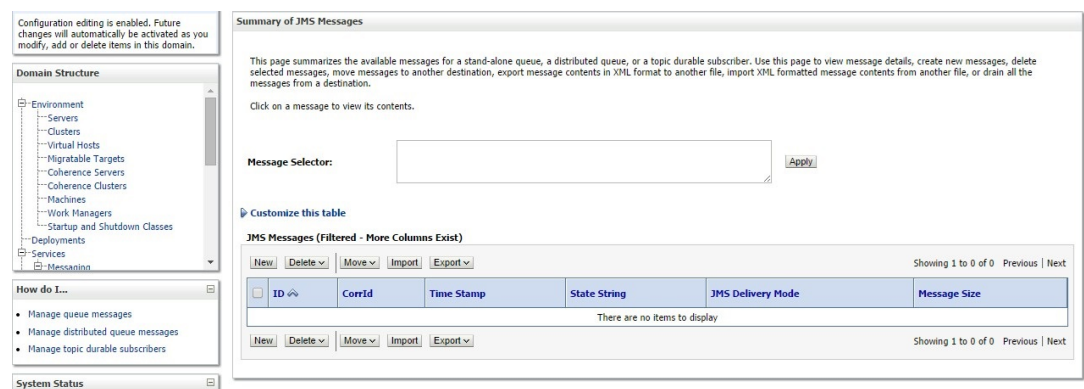 Configuration editing is enabled. Future
changes will automatically be activated as you
modify, add or delete items in this domain.
Domain Structure
Environment
Servers
Clusters
Virtual Hosts
Migratable Targets
Coherence Servers
Coherence Clusters
Machines
Work Managers
Startup and Shutdown Classes
Deployments
Services
Messaging
How do I...
Manage queue messages
Manage distributed queue messages
Manage topic durable subscribers
System Status
Summary of JMS Messages
This page summarizes the available messages for a stand-alone queue, a distributed queue, or a topic durable subscriber. Use this page to view message details, create new messages, delete
selected messages, move messages to another destination, export message contents in XML format to another file, import XML formatted message contents from another file, or drain all the
messages from a destination.
Click on a message to view its contents.
Message Selector:
Apply
Customize this table
JMS Messages (Filtered - More Columns Exist)
New Delete Move Import Export Showing 1 to 0 of 0 Previous | Next
ID CorrId Time Stamp State String JMS Delivery Mode Message Size
There are no items to display
New Delete Move Import Export Showing 1 to 0 of 0 Previous | Next